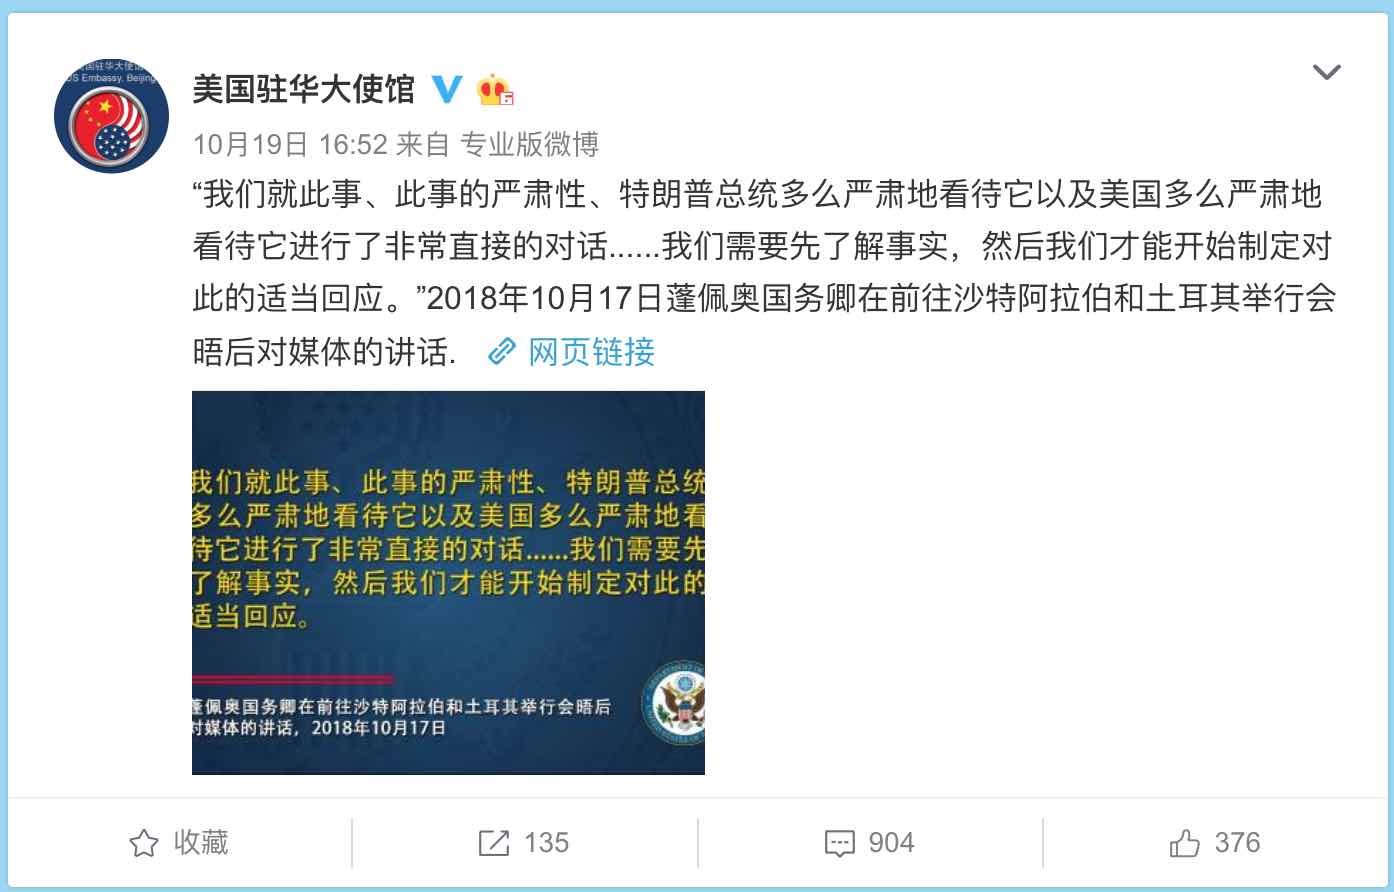 US Embassy, Beijing
美国驻华大使馆
10月19日 16:52 来自 专业版微博
“我们就此事、此事的严肃性、特朗普总统多么严肃地看待它以及美国多么严肃地
看待它进行了非常直接的对话......我们需要先了解事实，然后我们才能开始制定对
此的适当回应。”2018年10月17日蓬佩奥国务卿在前往沙特阿拉伯和土耳其举行会
晤后对媒体的讲话. 网页链接
我们就此事、此事的严肃性、特朗普总统
多么严肃地看待它以及美国多么严肃地看
待它进行了非常直接的对话......我们需要先
了解事实，然后我们才能开始制定对此的
适当回应。
蓬佩奥国务卿在前往沙特阿拉伯和土耳其举行会晤后
对媒体的讲话，2018年10月17日
收藏
135
904
376